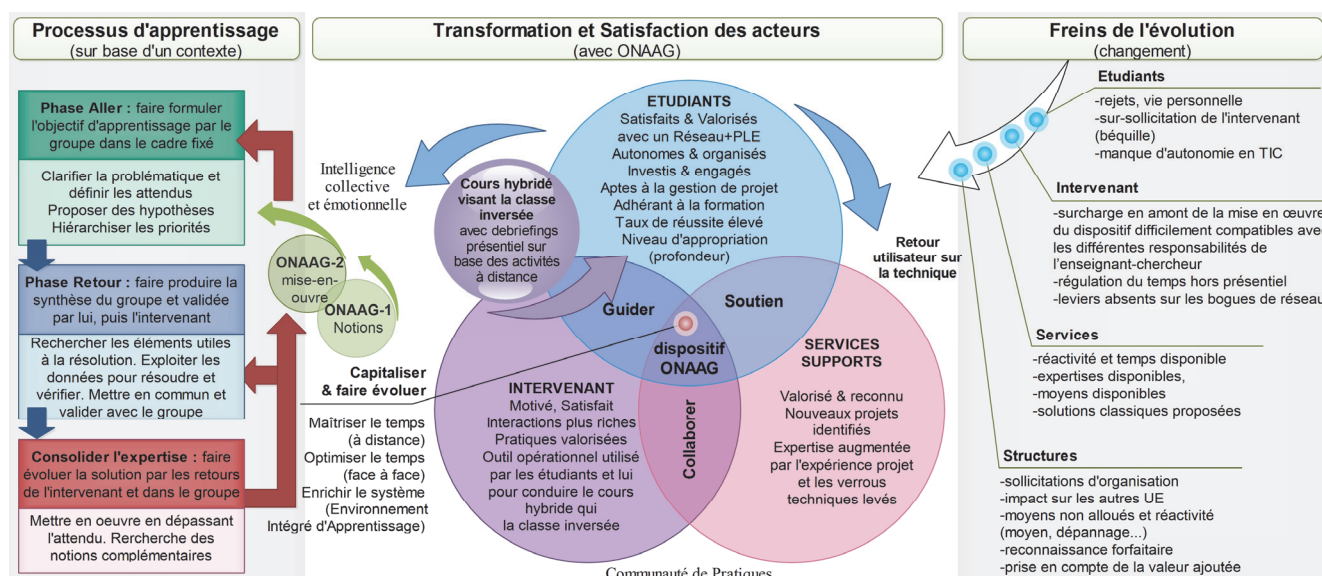 Processus d'apprentissage
(sur base d'un contexte)
Phase Aller : faire formuler
l'objectif d'apprentissage par le
groupe dans le cadre fixé
Clarifier la problématique et
définir les attendus
Proposer des hypothèses
Hiérarchiser les priorités
Phase Retour : faire produire la
synthèse du groupe et validée
par lui, puis l'intervenant
Rechercher les éléments utiles
à la résolution. Exploiter les
données pour résoudre et
vérifier. Mettre en commun et
valider avec le groupe
Consolider l'expertise : faire
évoluer la solution par les retours
de l'intervenant et dans le groupe
Mettre en oeuvre en dépassant
l'attendu. Recherche des
notions complémentaires
Transformation et Satisfaction des acteurs
(avec ONAAG)
Intelligence
collective
et émotionnelle
ONAAG-2
mise-en-
ouvre
ONAAG-1
Notions
Cours hybridé
visant la classe
inversée
avec debriefings
présentiel sur
base des activités
à distance
ETUDIANTS
Satisfaits & Valorisés
avec un Réseau+PLE
Autonomes & organisés
Investis & engagés
Aptes à la gestion de projet
Adhérant à la formation
Taux de réussite élevé
Niveau d'appropriation
(profondeur)
Retour
utilisateur sur
la technique
Guider
Soutien
dispositif
ONAAG
Collaborer
Capitaliser
& faire évoluer
Maîtriser le temps
(à distance)
Optimiser le temps
(face à face)
Enrichir le système
(Environnement
Intégré d'Apprentissage)
INTERVENANT
Motivé, Satisfait
Interactions plus riches
Pratiques valorisées
Outil opérationnel utilisé
par les étudiants et lui
pour conduire le cours
hybride qui
la classe inversée
SERVICES
SUPPORTS
Valorisé & reconnu
Nouveaux projets
identifiés
Expertise augmentée
par l'expérience projet
et les verrous
techniques levés
Communauté de Pratiques
Freins de l'évolution
(changement)
Etudiants
-rejets, vie personnelle
-sur-sollicitation de l'intervenant
(béquille)
-manque d'autonomie en TIC
Intervenant
-surcharge en amont de la mise en œuvre
du dispositif difficilement compatibles avec
les différentes responsabilités de
l'enseignant-chercheur
-régulation du temps hors présentiel
-leviers absents sur les bogues de réseau
Services
-réactivité et temps disponible
-expertises disponibles,
-moyens disponibles
-solutions classiques proposées
Structures
-sollicitations d'organisation
-impact sur les autres UE
-moyens non alloués et réactivité
(moyen, dépannage...)
-reconnaissance forfaitaire
-prise en compte de la valeur ajoutée